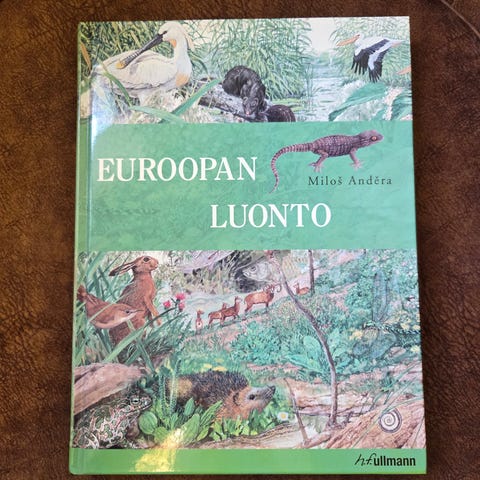 EUROOPAN
Miloš Anděra
LUONTO
h.f.ullmann